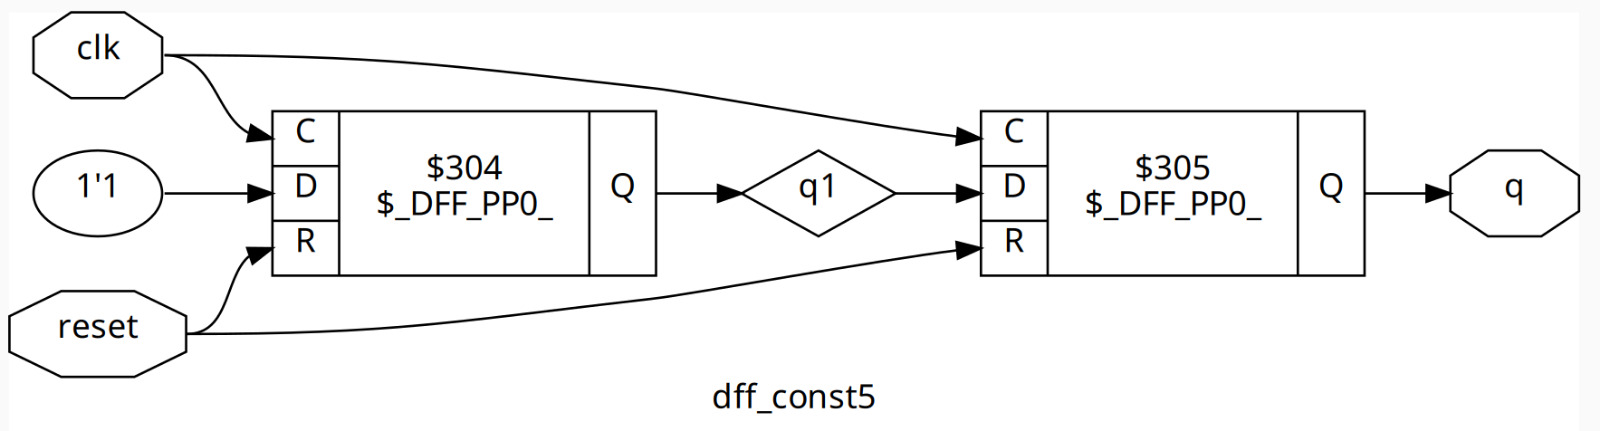 clk
1'1
reset
C
D
R
$304
$_DFF_PP0_
Q
q1
C
D
R
$305
$_DFF_PP0_
Q
q
dff_const5